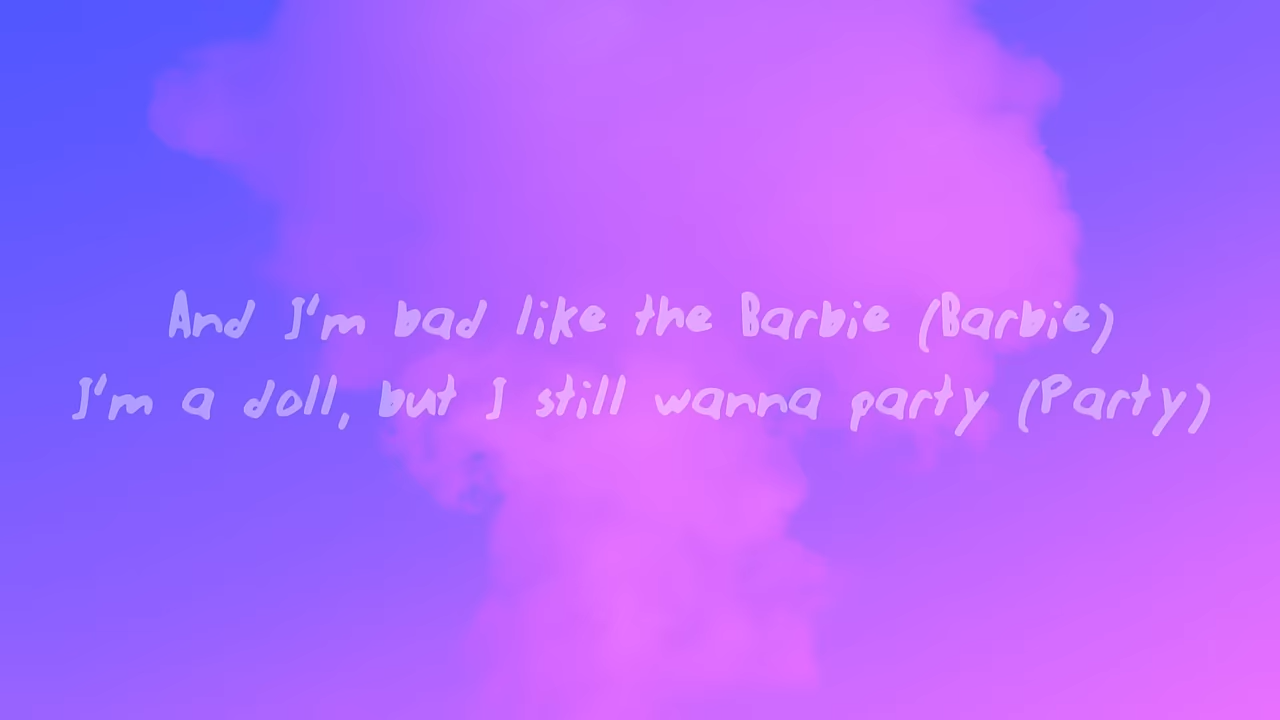 And I'm bad like the Barbie (Barbie)
I'm a doll, but I still wanna party (Party)